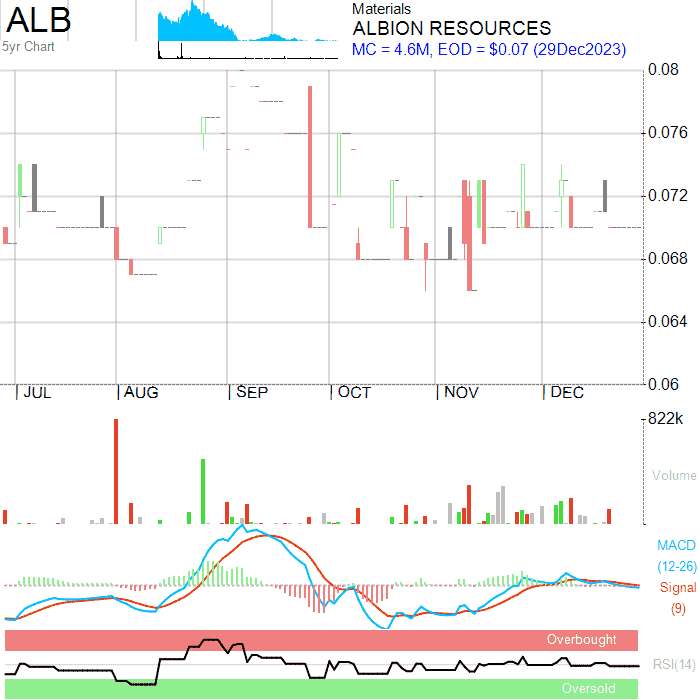 ALB
5yr Chart
Materials
ALBION RESOURCES
MC = 4.6M, EOD = $0.07 (29Dec2023)
0.08
0.076
0.072
0.068
0.064
0.06
JUL AUG SEP OCT NOV DEC
822k
Volume
MACD
(12-26)
Signal
(9)
Overbought
RSI(14)
Oversold